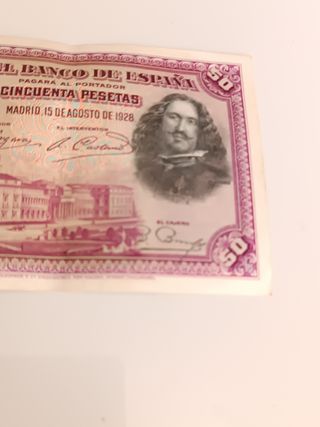 EL BANCO DE ESPAÑA
PAGARÁ AL PORTADOR
CINCUENTA PESETAS
MADRID, 15 DE AGOSTO DE 1928
EL INTERVENTOR
EL CAJERO
50
50